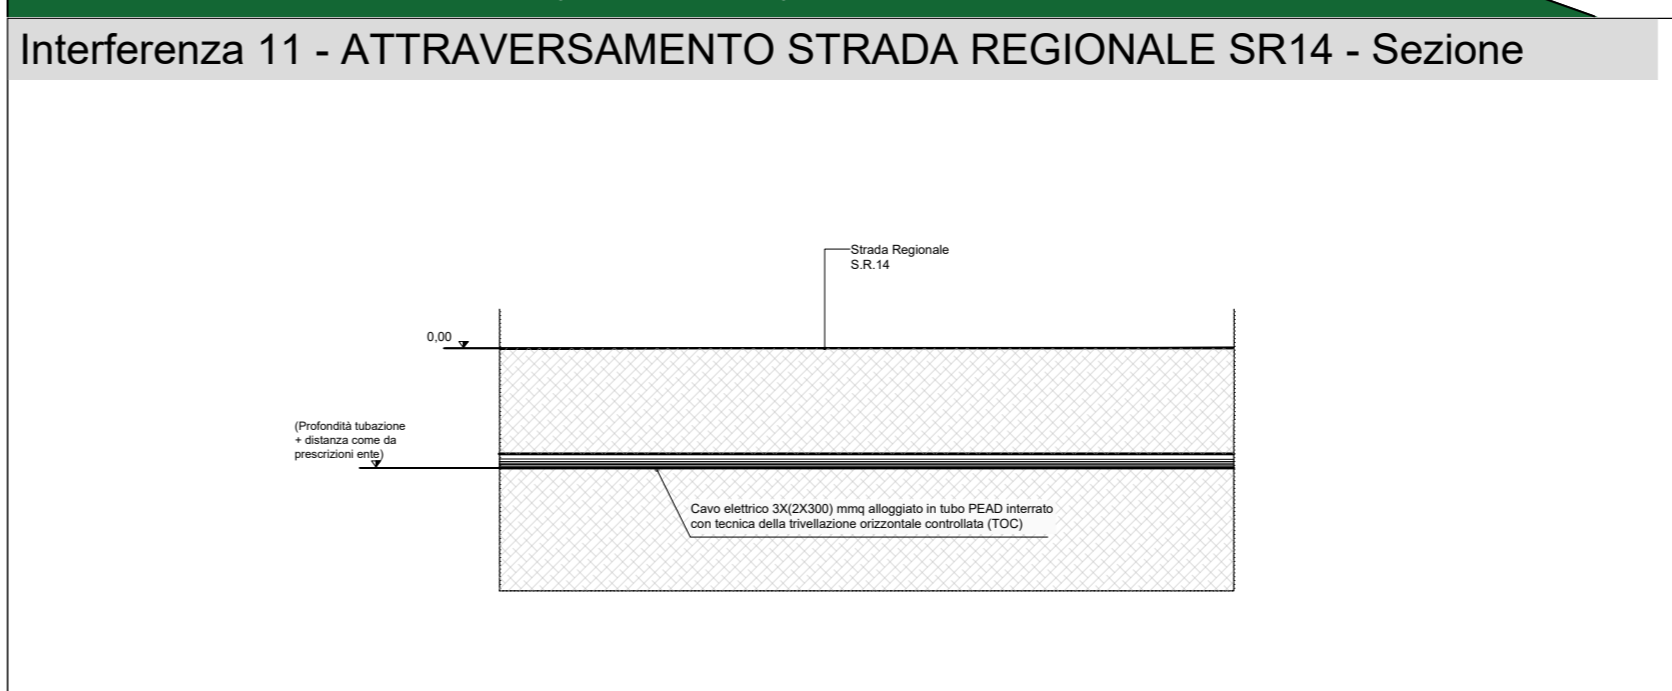 Interferenza 11 - ATTRAVERSAMENTO STRADA REGIONALE SR14 - Sezione
Strada Regionale
S.R.14
0,00
(Profondità tubazione
+ distanza come da
prescrizioni ente)
Cavo elettrico 3X(2X300) mmq alloggiato in tubo PEAD interrato
con tecnica della trivellazione orizzontale controllata (TOC)